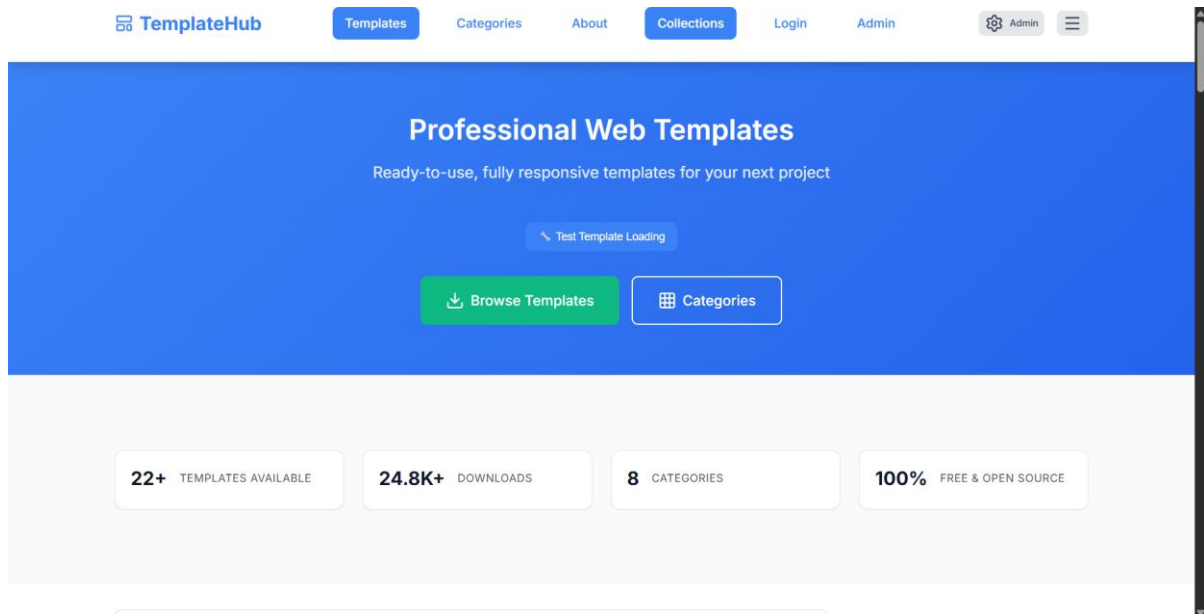 TemplateHub
Templates
Categories
About
Collections
Login
Admin
Admin
Professional Web Templates
Ready-to-use, fully responsive templates for your next project
Test Template Loading
Browse Templates
Categories
22+ TEMPLATES AVAILABLE
24.8K+ DOWNLOADS
8 CATEGORIES
100% FREE & OPEN SOURCE